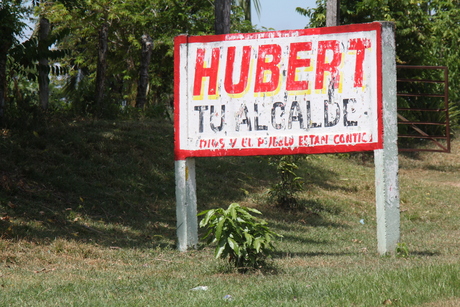 HUBERT
TU ALCALDE
DIOS Y EL PUEBLO ESTAN CONTIGO